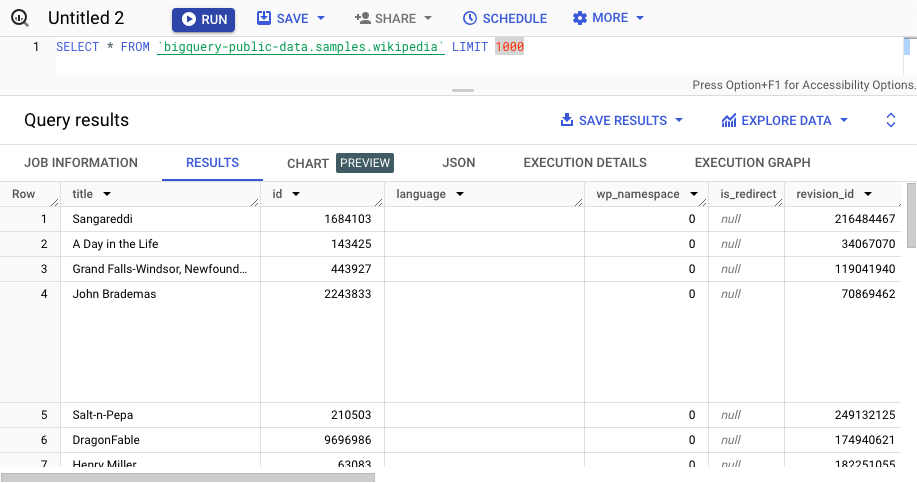 Untitled 2 RUN SAVE SHARE SCHEDULE MORE
1 SELECT * FROM `bigquery-public-data.samples.wikipedia` LIMIT 1000
Press Option+F1 for Accessibility Options.
Query results SAVE RESULTS EXPLORE DATA
JOB INFORMATION RESULTS CHART PREVIEW JSON EXECUTION DETAILS EXECUTION GRAPH
Row title id language wp_namespace is_redirect revision_id
1 Sangareddi 1684103 0 null 216484467
2 A Day in the Life 143425 0 null 34067070
3 Grand Falls-Windsor, Newfound... 443927 0 null 119041940
4 John Brademas 2243833 0 null 70869462
5 Salt-n-Pepa 210503 0 null 249132125
6 DragonFable 9696986 0 null 174940621
7 Henry Miller 63083 0 null 182251055